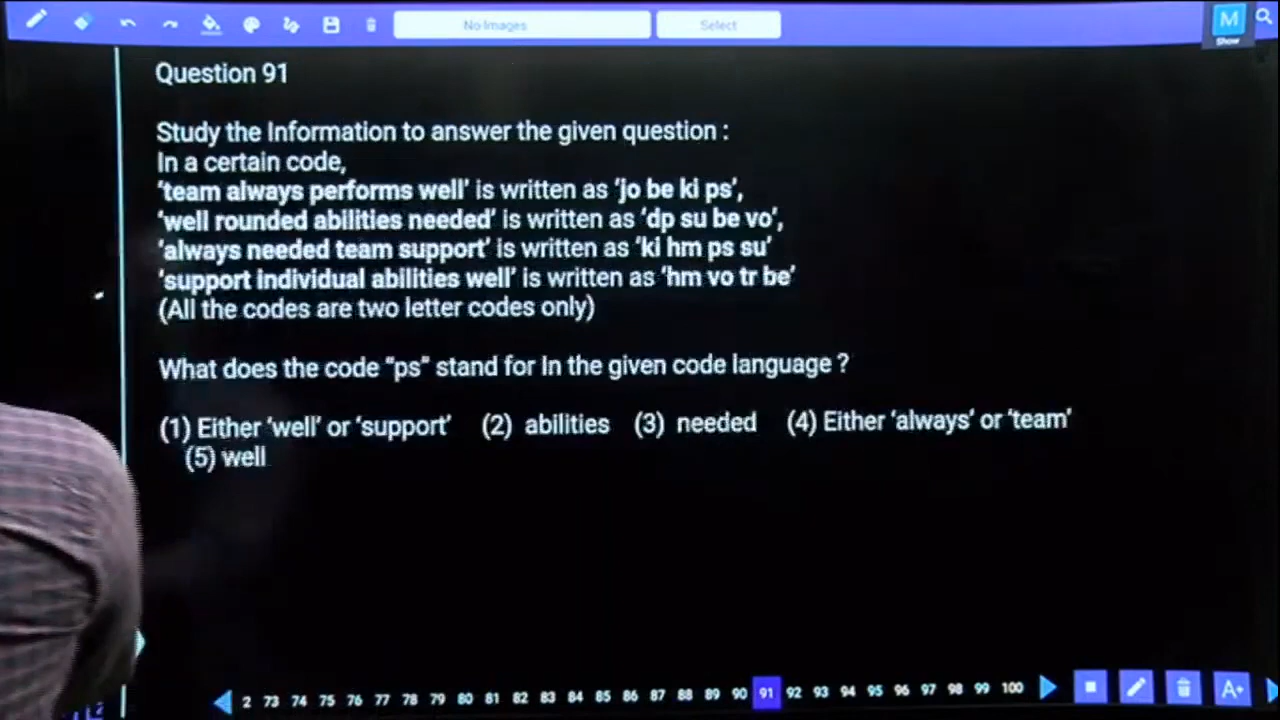 No Images Select M
Show
Question 91
Study the Information to answer the given question :
In a certain code,
‘team always performs well’ is written as ‘jo be ki ps’,
‘well rounded abilities needed’ is written as ‘dp su be vo’,
‘always needed team support’ is written as ‘ki hm ps su’
‘support individual abilities well’ is written as ‘hm vo tr be’
(All the codes are two letter codes only)
What does the code “ps” stand for In the given code language ?
(1) Either ‘well’ or ‘support’ (2) abilities (3) needed (4) Either ‘always’ or ‘team’
(5) well
2 73 74 75 76 77 78 79 80 81 82 83 84 85 86 87 88 89 90 91 92 93 94 95 96 97 98 99 100 A+